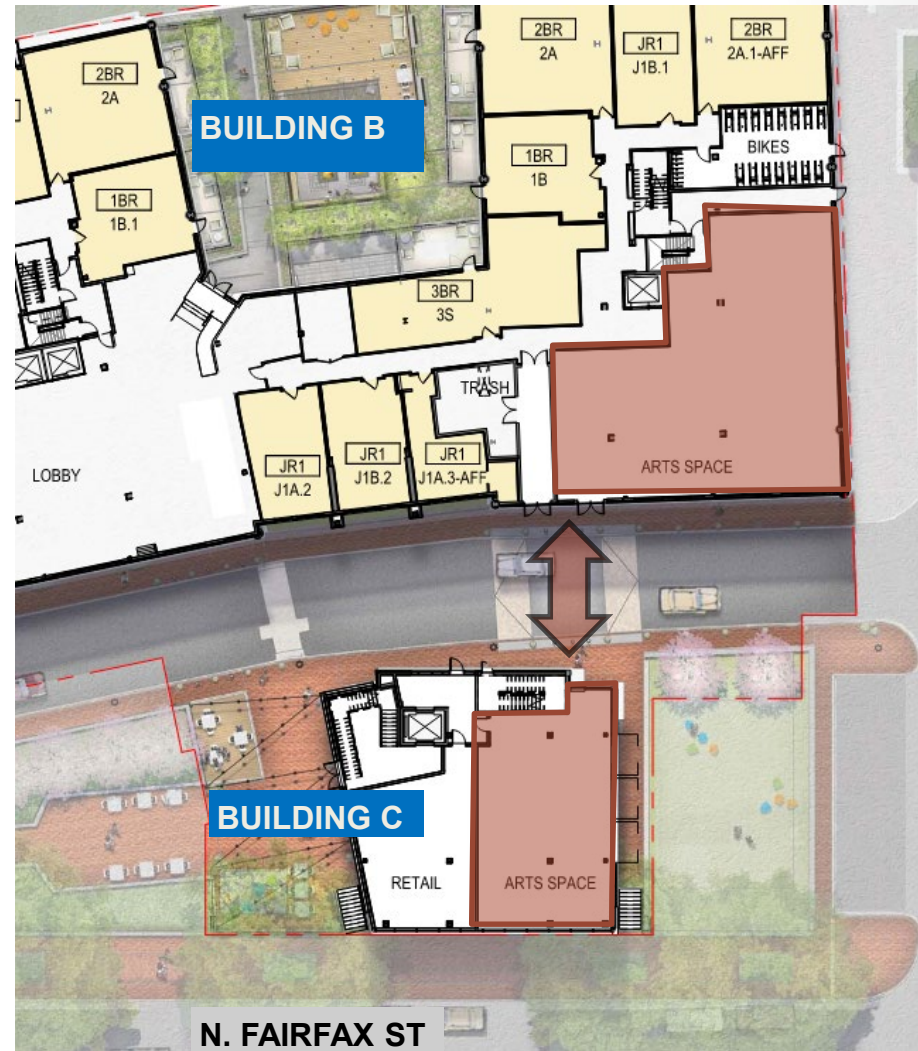 2BR
2A
JR1
J1B.1
2BR
2A.1-AFF
2BR
2A
BUILDING B
BIKES
1BR
1B
1BR
1B.1
3BR
3S
TRASH
JR1
J1A.2
JR1
J1B.2
JR1
J1A.3-AFF
LOBBY
ARTS SPACE
BUILDING C
RETAIL
ARTS SPACE
N. FAIRFAX ST